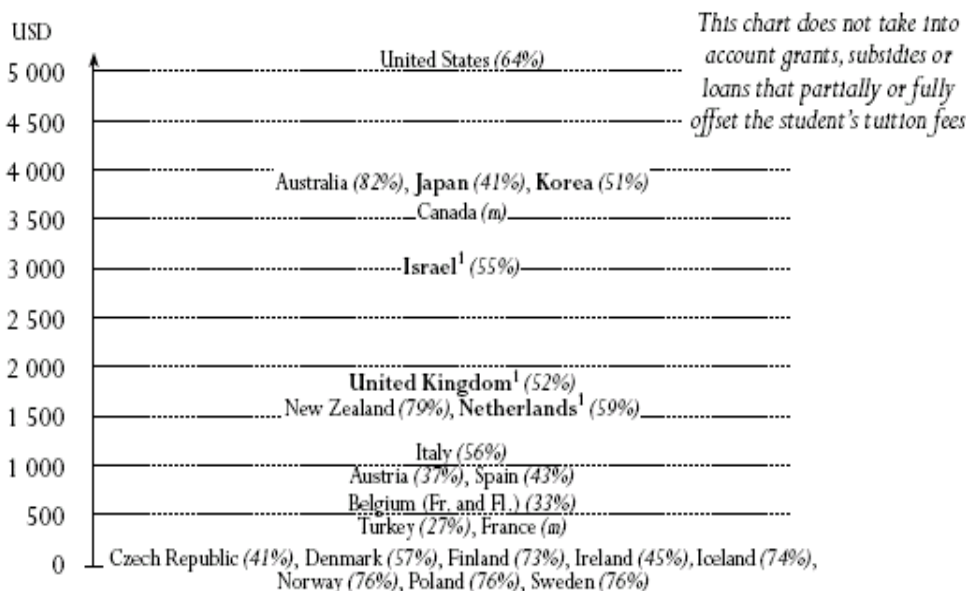 USD
This chart does not take into
account grants, subsidies or
loans that partially or fully
offset the student's tuition fees
5 000
United States (64%)
4 500
4 000
Australia (82%), Japan (41%), Korea (51%)
3 500
Canada (m)
3 000
Israel¹ (55%)
2 500
2 000
United Kingdom¹ (52%)
1 500
New Zealand (79%), Netherlands¹ (59%)
Italy (56%)
1 000
Austria (37%), Spain (43%)
Belgium (Fr. and Fl.) (33%)
500
Turkey (27%), France (m)
0
Czech Republic (41%), Denmark (57%), Finland (73%), Ireland (45%), Iceland (74%),
Norway (76%), Poland (76%), Sweden (76%)